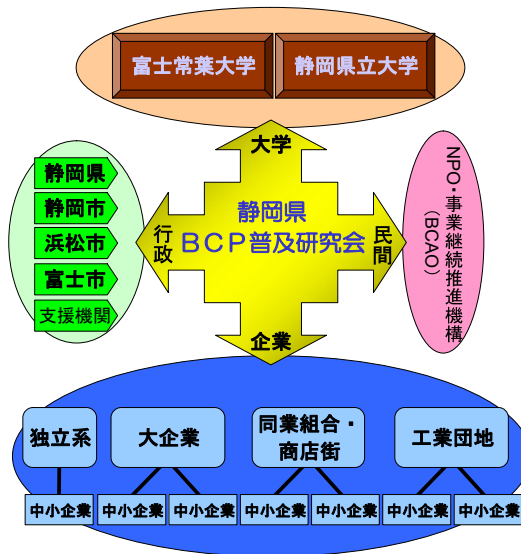 富士常葉大学
静岡県立大学
大学
静岡県
静岡市
浜松市
富士市
支援機関
行政
静岡県
BCP普及研究会
民間
NPO・事業継続推進機構
(BCAO)
企業
独立系
大企業
同業組合・
商店街
工業団地
中小企業
中小企業
中小企業
中小企業
中小企業
中小企業
中小企業